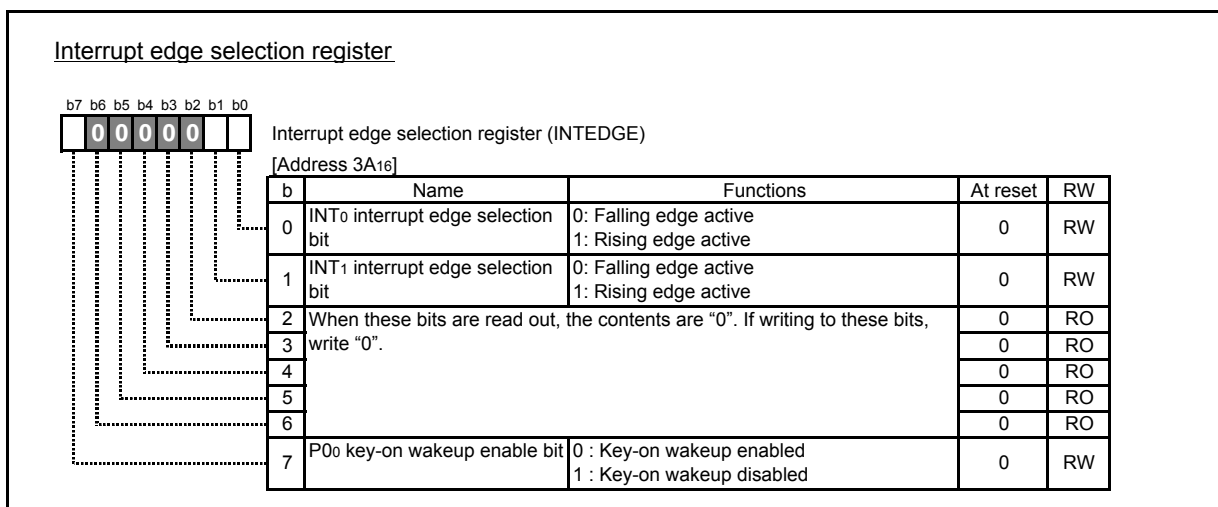 Interrupt edge selection register
b7 b6 b5 b4 b3 b2 b1 b0
0 0 0 0 0
Interrupt edge selection register (INTEDGE)
[Address 3A16]
b Name Functions At reset RW
0 INT0 interrupt edge selection bit 0: Falling edge active 0 RW
1: Rising edge active
1 INT1 interrupt edge selection bit 0: Falling edge active 0 RW
1: Rising edge active
2 When these bits are read out, the contents are “0”. If writing to these bits, 0 RO
3 write “0”. 0 RO
4 0 RO
5 0 RO
6 0 RO
7 P00 key-on wakeup enable bit 0 : Key-on wakeup enabled 0 RW
1 : Key-on wakeup disabled